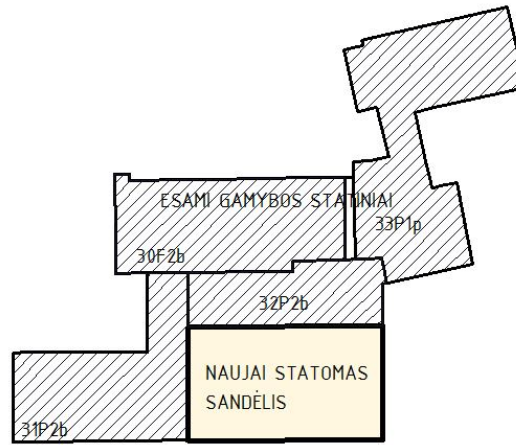 ESAMI GAMYBOS STATINIAI
33P1p
30F2b
32P2b
NAUJAI STATOMAS
SANDĖLIS
31P2b